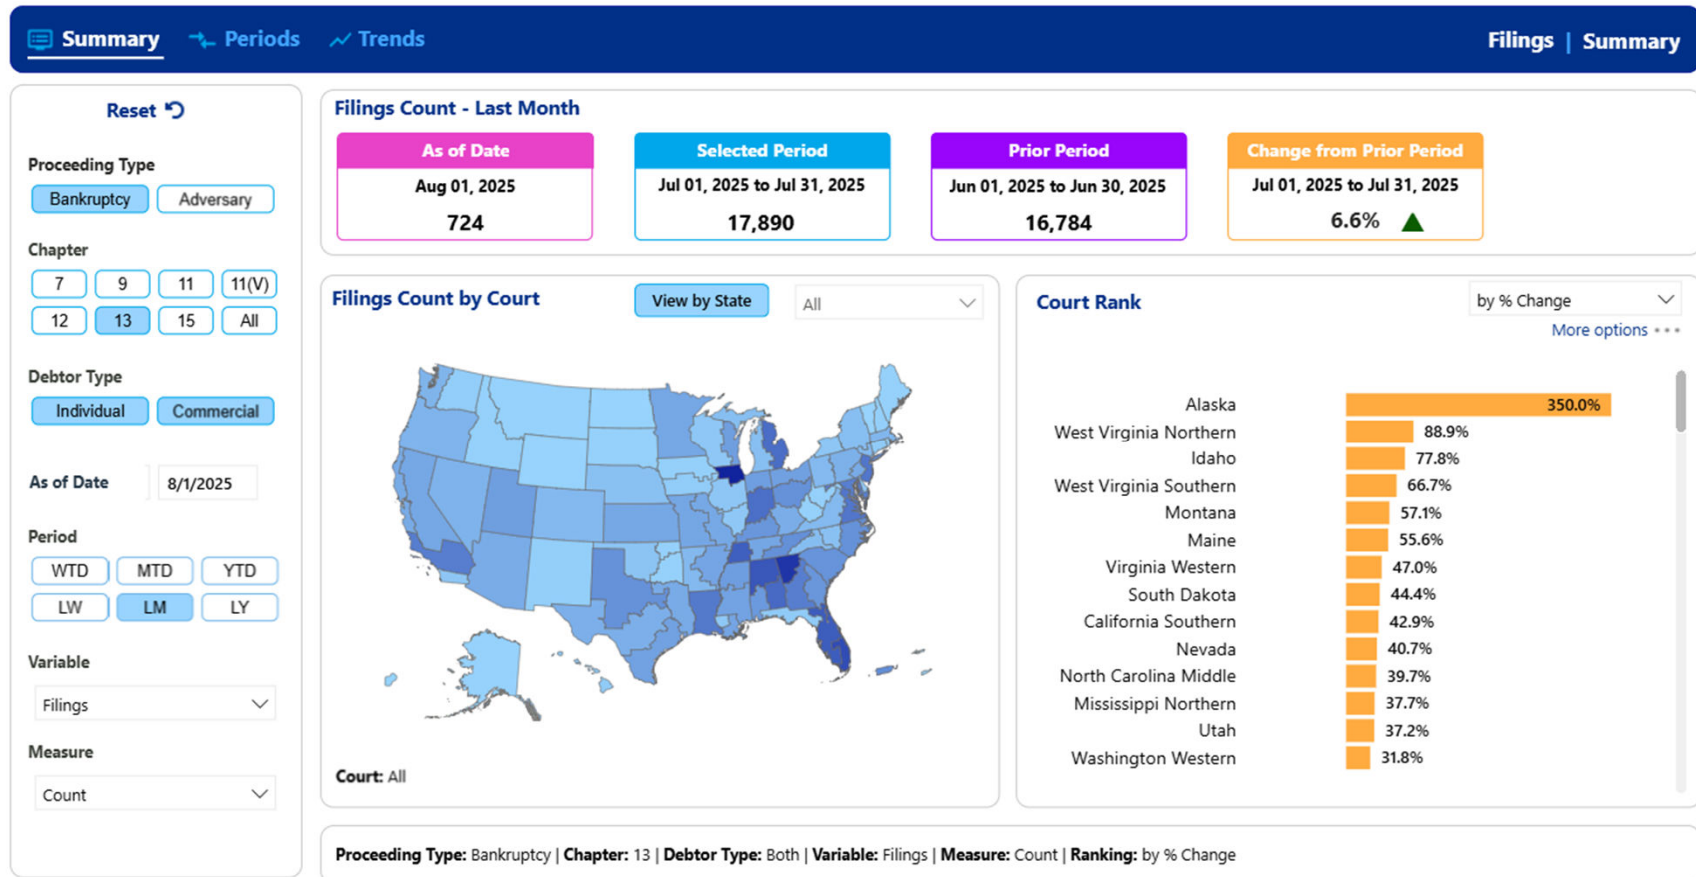 Summary Periods Trends Filings | Summary
Reset
Proceeding Type
Bankruptcy Adversary
Chapter
7 9 11 11(V)
12 13 15 All
Debtor Type
Individual Commercial
As of Date 8/1/2025
Period
WTD MTD YTD
LW LM LY
Variable
Filings
Measure
Count
Filings Count - Last Month
As of Date
Aug 01, 2025
724
Selected Period
Jul 01, 2025 to Jul 31, 2025
17,890
Prior Period
Jun 01, 2025 to Jun 30, 2025
16,784
Change from Prior Period
Jul 01, 2025 to Jul 31, 2025
6.6%
Filings Count by Court View by State All
Court: All
Court Rank by % Change
More options
Alaska 350.0%
West Virginia Northern 88.9%
Idaho 77.8%
West Virginia Southern 66.7%
Montana 57.1%
Maine 55.6%
Virginia Western 47.0%
South Dakota 44.4%
California Southern 42.9%
Nevada 40.7%
North Carolina Middle 39.7%
Mississippi Northern 37.7%
Utah 37.2%
Washington Western 31.8%
Proceeding Type: Bankruptcy | Chapter: 13 | Debtor Type: Both | Variable: Filings | Measure: Count | Ranking: by % Change